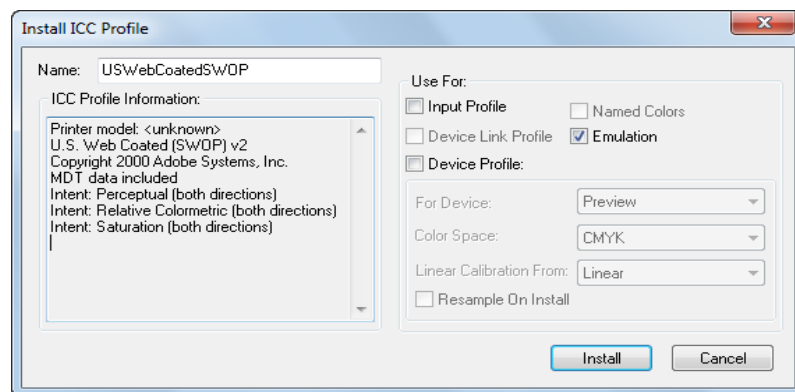 Install ICC Profile
Name: USWebCoatedSWOP
ICC Profile Information:
Printer model: <unknown>
U.S. Web Coated (SWOP) v2
Copyright 2000 Adobe Systems, Inc.
MDT data included
Intent: Perceptual (both directions)
Intent: Relative Colormetric (both directions)
Intent: Saturation (both directions)
Use For:
Input Profile
Named Colors
Device Link Profile
Emulation
Device Profile:
For Device: Preview
Color Space: CMYK
Linear Calibration From: Linear
Resample On Install
Install
Cancel